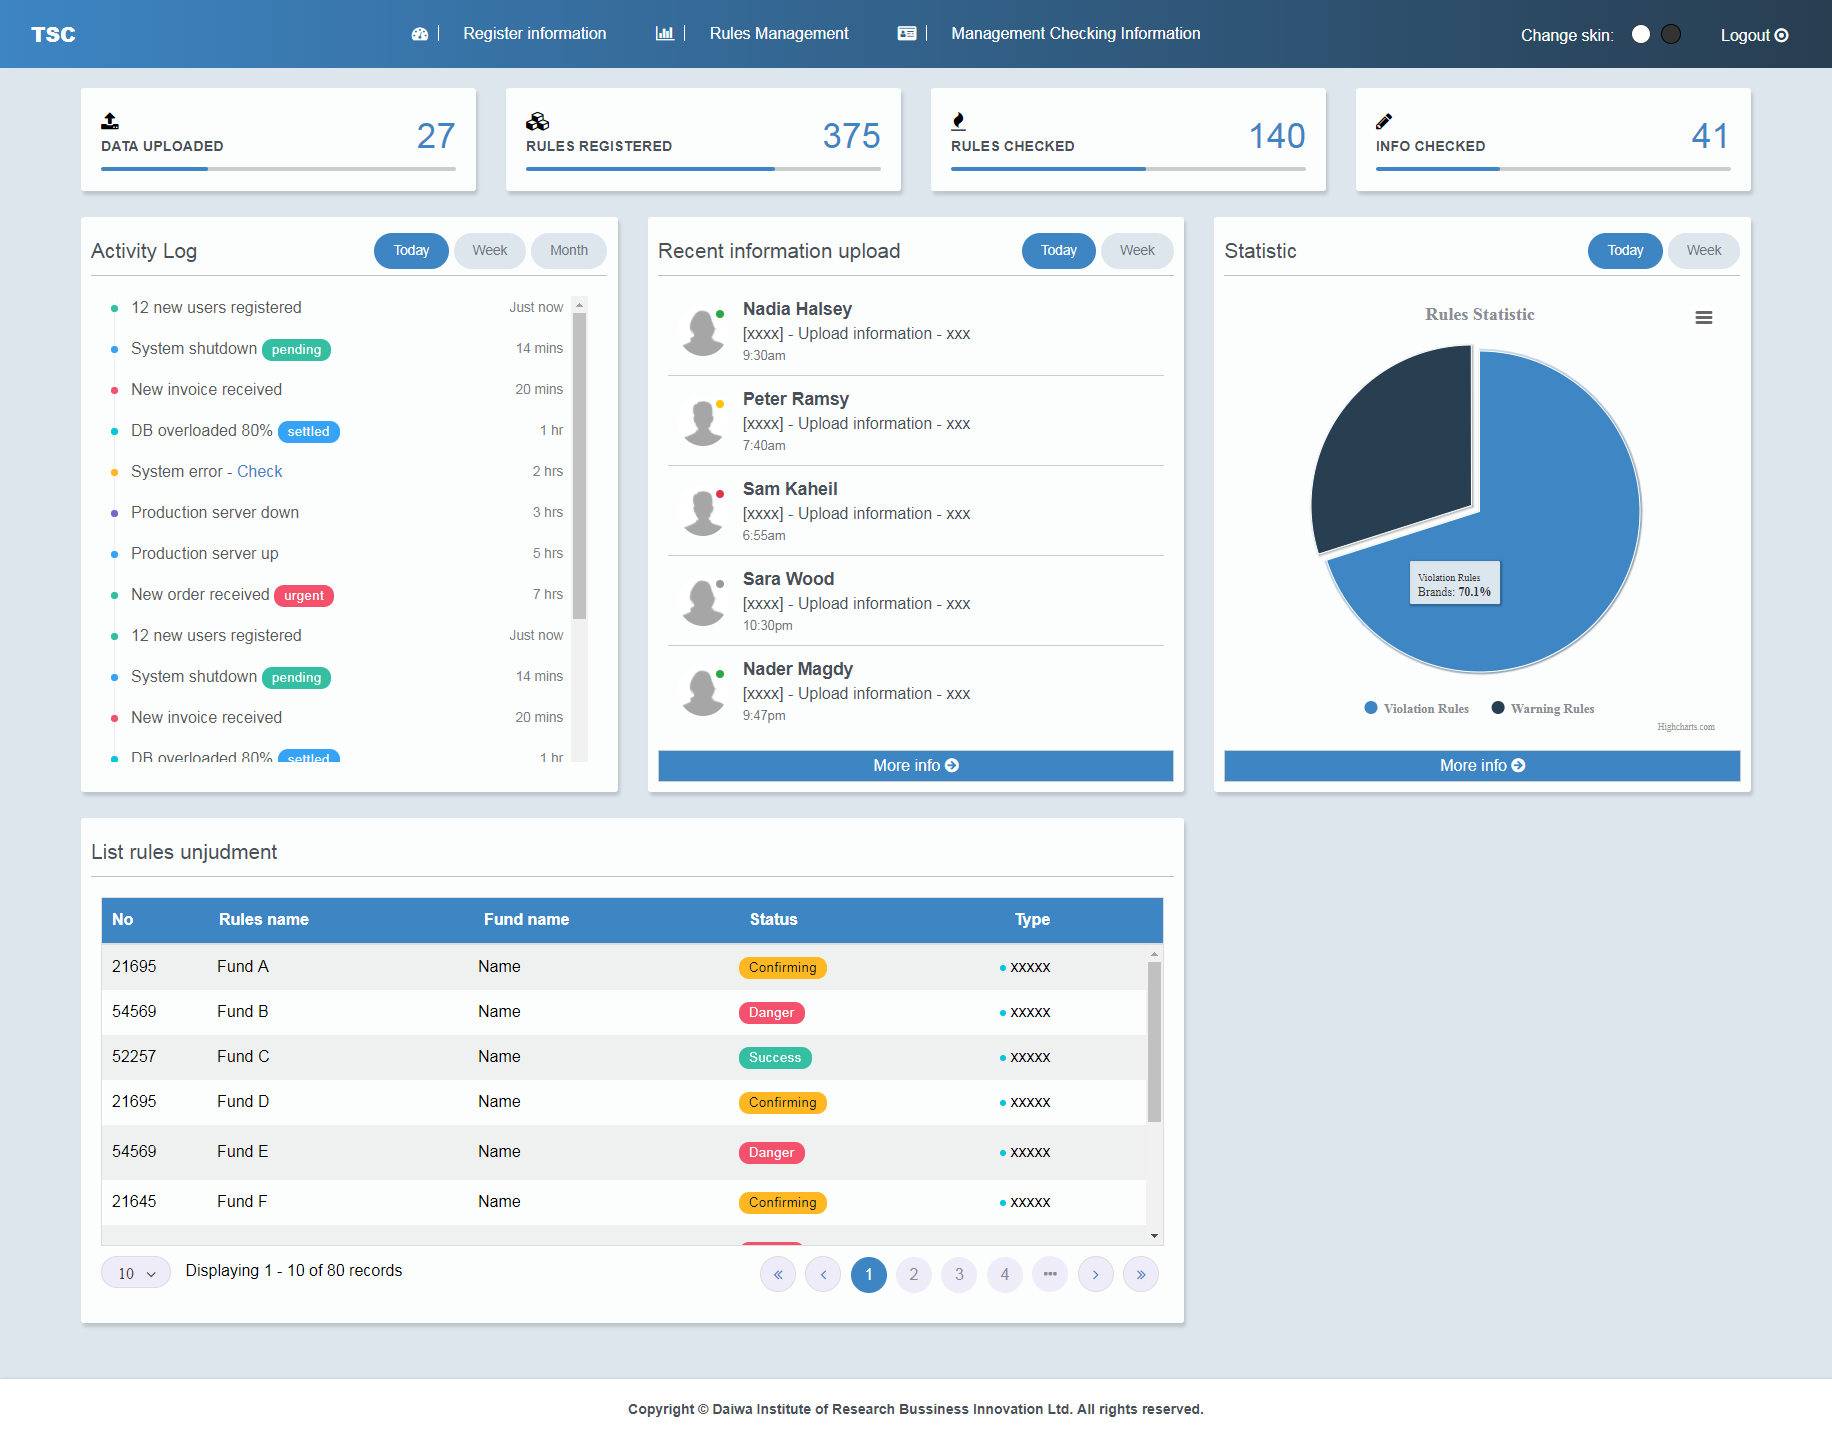 TSC
Register information
Rules Management
Management Checking Information
Change skin:
Logout
DATA UPLOADED
27
RULES REGISTERED
375
RULES CHECKED
140
INFO CHECKED
41
Activity Log
Today
Week
Month
12 new users registered
Just now
System shutdown pending
14 mins
New invoice received
20 mins
DB overloaded 80% settled
1 hr
System error - Check
2 hrs
Production server down
3 hrs
Production server up
5 hrs
New order received urgent
7 hrs
12 new users registered
Just now
System shutdown pending
14 mins
New invoice received
20 mins
DB overloaded 80% settled
1 hr
Recent information upload
Today
Week
Nadia Halsey
[xxxx] - Upload information - xxx
9:30am
Peter Ramsy
[xxxx] - Upload information - xxx
7:40am
Sam Kaheil
[xxxx] - Upload information - xxx
6:55am
Sara Wood
[xxxx] - Upload information - xxx
10:30pm
Nader Magdy
[xxxx] - Upload information - xxx
9:47pm
More info
Statistic
Today
Week
Rules Statistic
Violation Rules
Brands: 70.1%
Violation Rules
Warning Rules
Highcharts.com
More info
List rules unjudment
No Rules name Fund name Status Type
21695 Fund A Name Confirming xxxxx
54569 Fund B Name Danger xxxxx
52257 Fund C Name Success xxxxx
21695 Fund D Name Confirming xxxxx
54569 Fund E Name Danger xxxxx
21645 Fund F Name Confirming xxxxx
10 Displaying 1 - 10 of 80 records
« ‹ 1 2 3 4 ••• › »
Copyright © Daiwa Institute of Research Bussiness Innovation Ltd. All rights reserved.